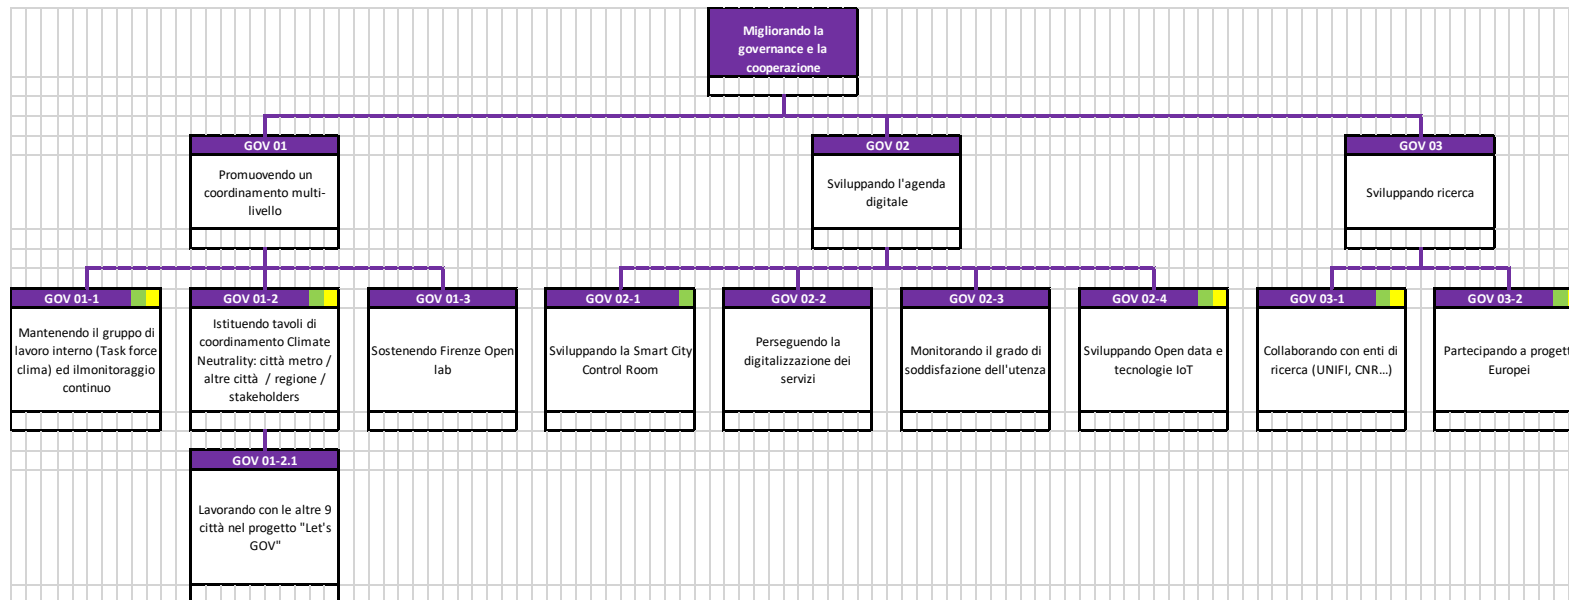 Migliorando la
governance e la
cooperazione
GOV 01
Promuovendo un
coordinamento multi-
livello
GOV 02
Sviluppando l'agenda
digitale
GOV 03
Sviluppando ricerca
GOV 01-1
Mantenendo il gruppo di
lavoro interno (Task force
clima) ed ilmonitoraggio
continuo
GOV 01-2
Istituendo tavoli di
coordinamento Climate
Neutrality: città metro /
altre città / regione /
stakeholders
GOV 01-3
Sostenendo Firenze Open
lab
GOV 02-1
Sviluppando la Smart City
Control Room
GOV 02-2
Perseguendo la
digitalizzazione dei
servizi
GOV 02-3
Monitorando il grado di
soddisfazione dell'utenza
GOV 02-4
Sviluppando Open data e
tecnologie IoT
GOV 03-1
Collaborando con enti di
ricerca (UNIFI, CNR...)
GOV 03-2
Partecipando a progett
Europei
GOV 01-2.1
Lavorando con le altre 9
città nel progetto "Let's
GOV"